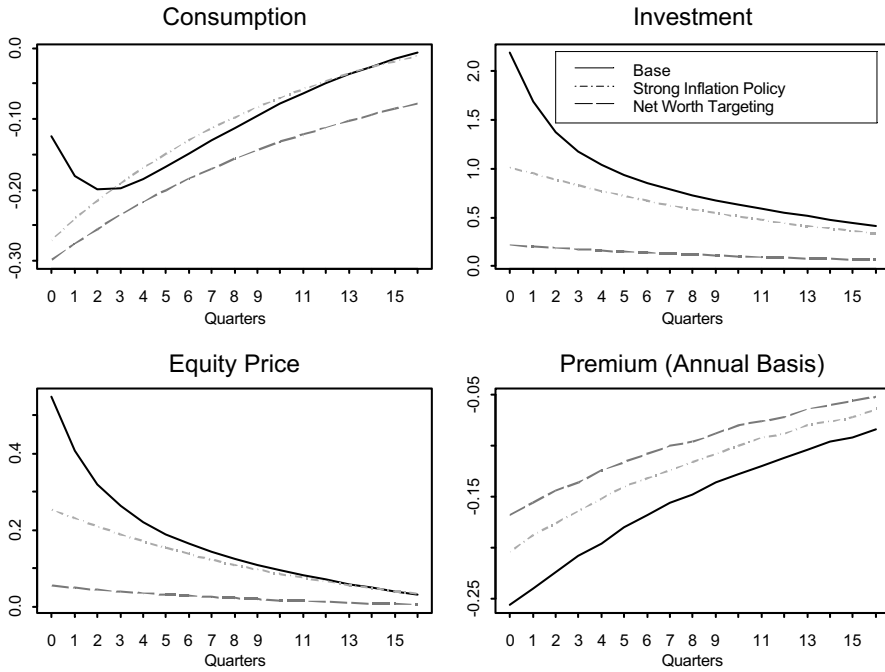 Consumption
0.0
-0.10
-0.20
-0.30
0 1 2 3 4 5 6 7 8 9 11 13 15
Quarters
Investment
2.0
1.5
1.0
0.5
0.0
Base
Strong Inflation Policy
Net Worth Targeting
0 1 2 3 4 5 6 7 8 9 11 13 15
Quarters
Equity Price
0.4
0.2
0.0
0 1 2 3 4 5 6 7 8 9 11 13 15
Quarters
Premium (Annual Basis)
-0.05
-0.15
-0.25
0 1 2 3 4 5 6 7 8 9 11 13 15
Quarters